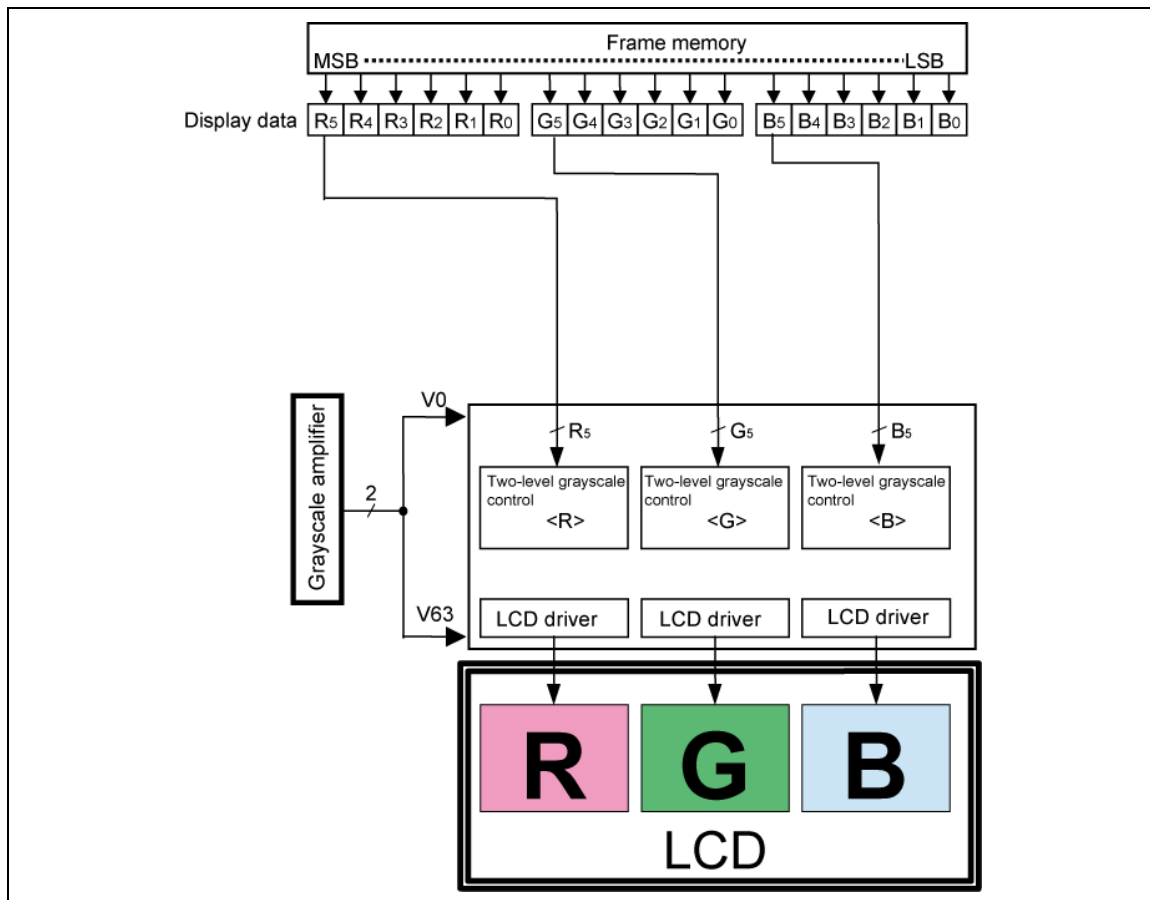 Frame memory
MSB LSB
Display data R5 R4 R3 R2 R1 R0 G5 G4 G3 G2 G1 G0 B5 B4 B3 B2 B1 B0
Grayscale amplifier
2
V0
V63
R5 G5 B5
Two-level grayscale control <R>
Two-level grayscale control <G>
Two-level grayscale control <B>
LCD driver LCD driver LCD driver
R G B
LCD